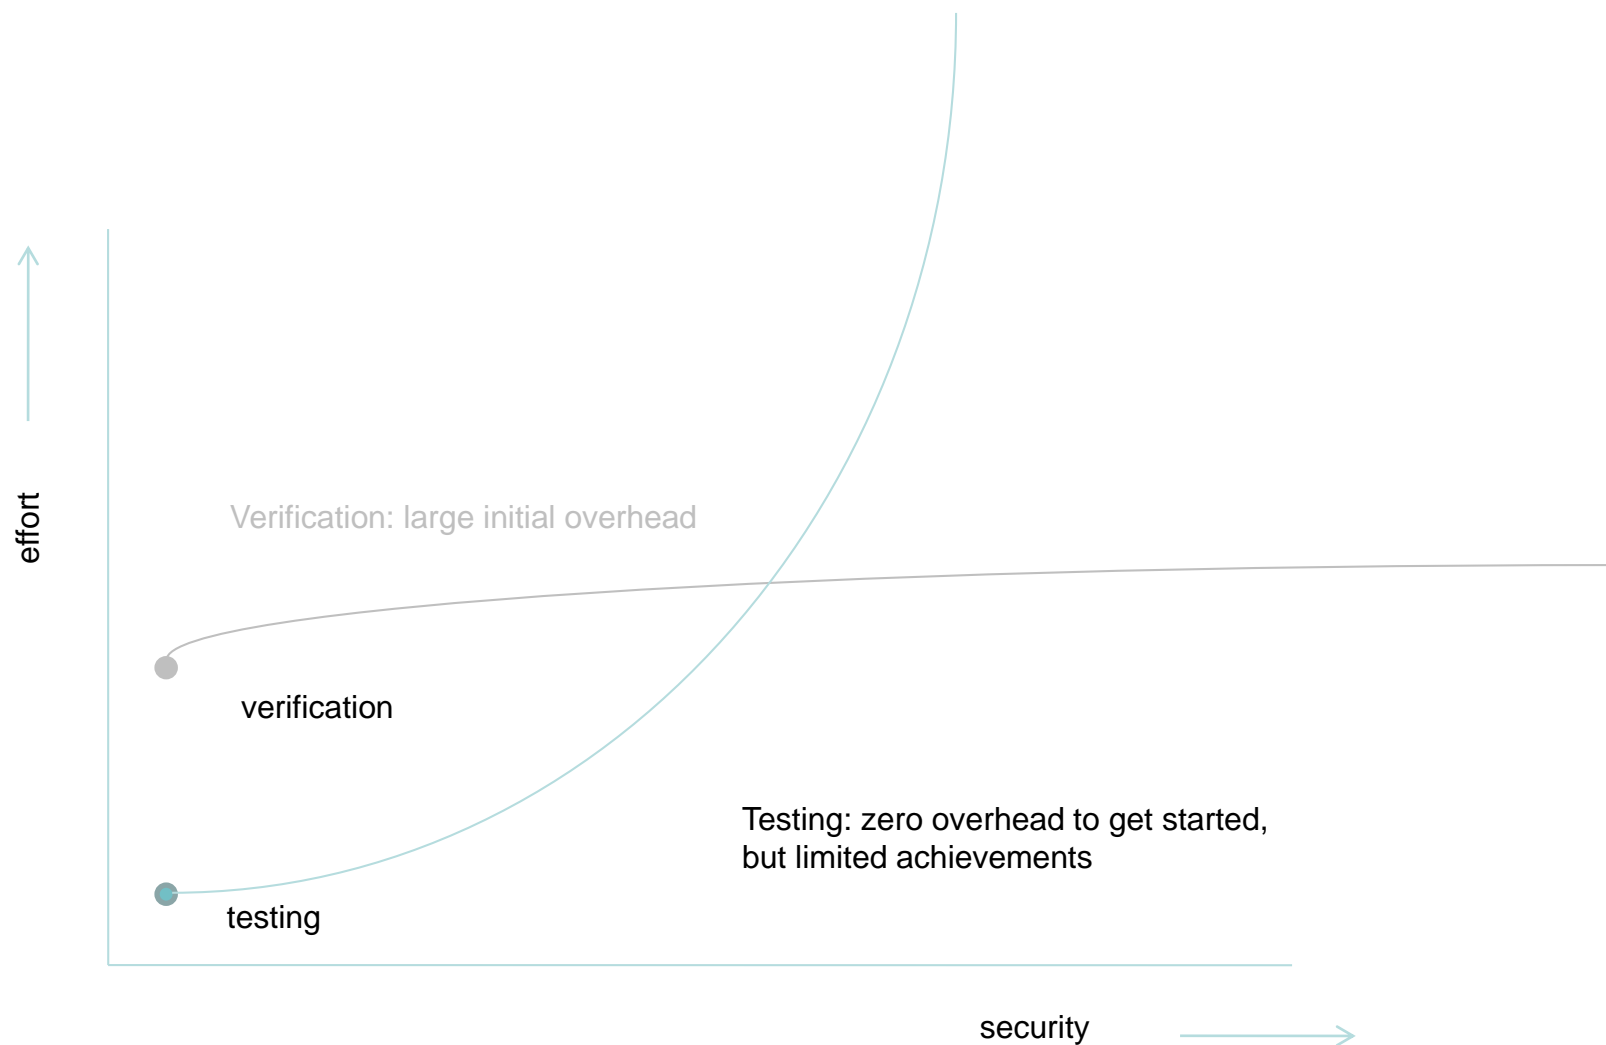 effort
Verification: large initial overhead
verification
Testing: zero overhead to get started,
but limited achievements
testing
security